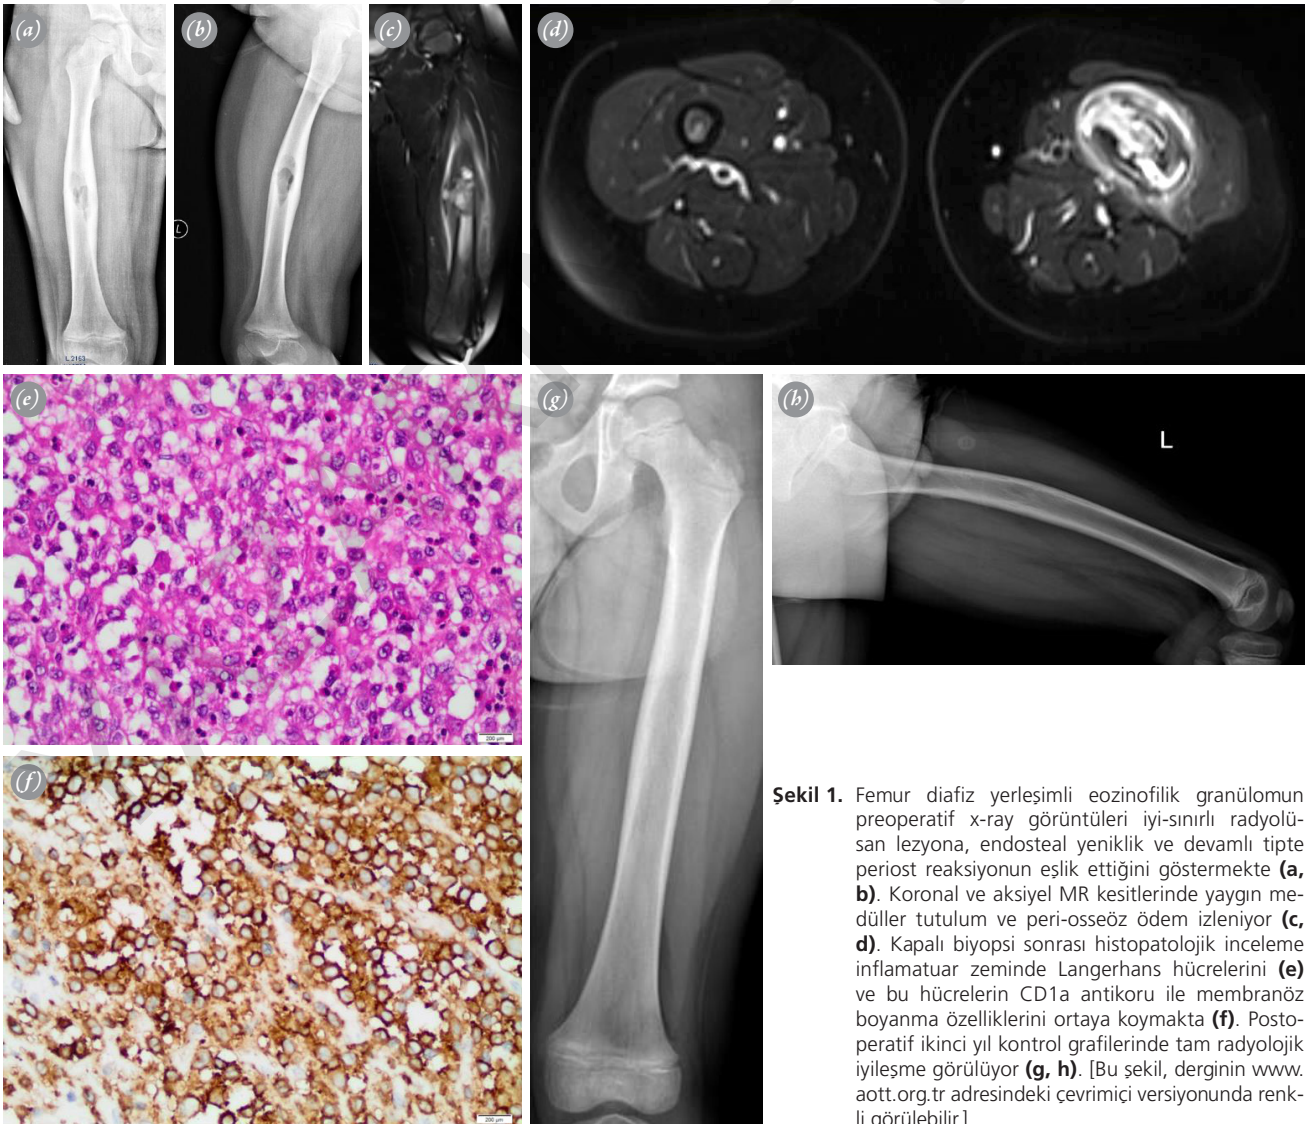 (a)
(b)
(c)
(d)
L
L 2163
(e)
(g)
(h)
L
200 µm
(f)
200 µm
Şekil 1. Femur diafiz yerleşimli eozinofilik granülomun
preoperatif x-ray görüntüleri iyi-sınırlı radyolü-
san lezyona, endosteal yeniklik ve devamlı tipte
periost reaksiyonun eşlik ettiğini göstermekte (a,
b). Koronal ve aksiyel MR kesitlerinde yaygın me-
düller tutulum ve peri-osseöz ödem izleniyor (c,
d). Kapalı biyopsi sonrası histopatolojik inceleme
inflamatuar zeminde Langerhans hücrelerini (e)
ve bu hücrelerin CD1a antikoru ile membranöz
boyanma özelliklerini ortaya koymakta (f). Posto-
peratif ikinci yıl kontrol grafilerinde tam radyolojik
iyileşme görülüyor (g, h). [Bu şekil, derginin www.
aott.org.tr adresindeki çevrimiçi versiyonunda renk-
li görülebilir.]